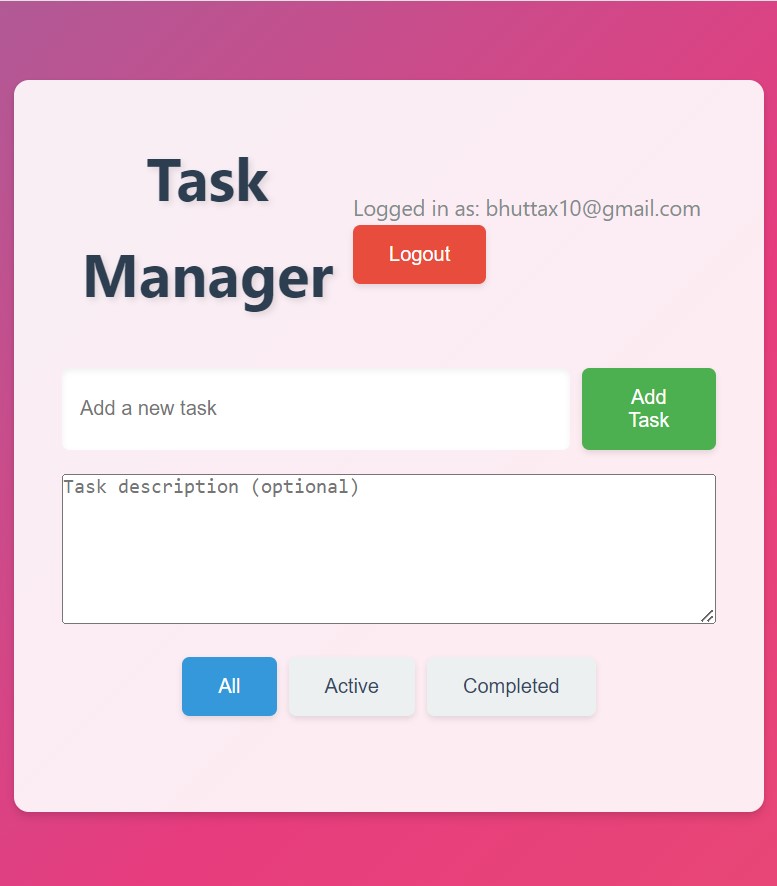 Task
Manager
Logged in as: bhuttax10@gmail.com
Logout
Add a new task
Add
Task
Task description (optional)
All
Active
Completed